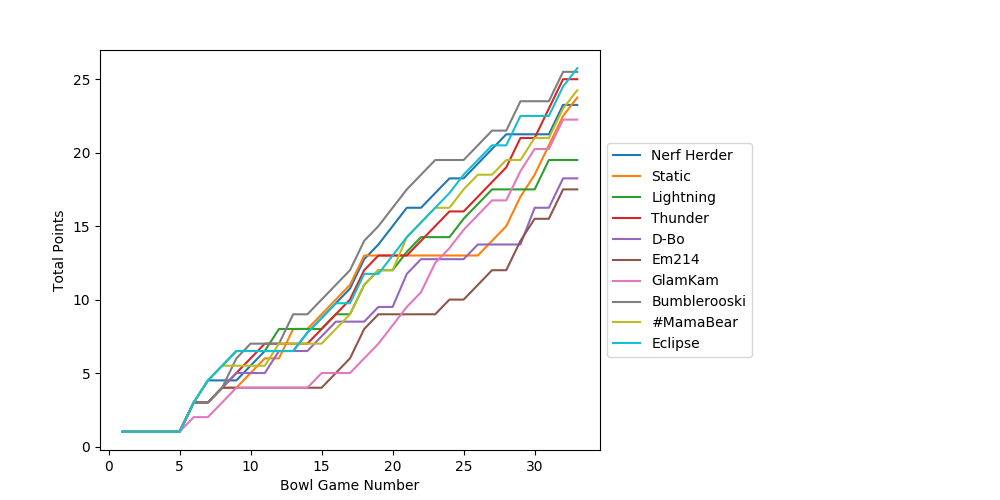 25
20
15
10
5
0
Total Points
0 5 10 15 20 25 30
Bowl Game Number
Nerf Herder
Static
Lightning
Thunder
D-Bo
Em214
GlamKam
Bumblerooski
#MamaBear
Eclipse